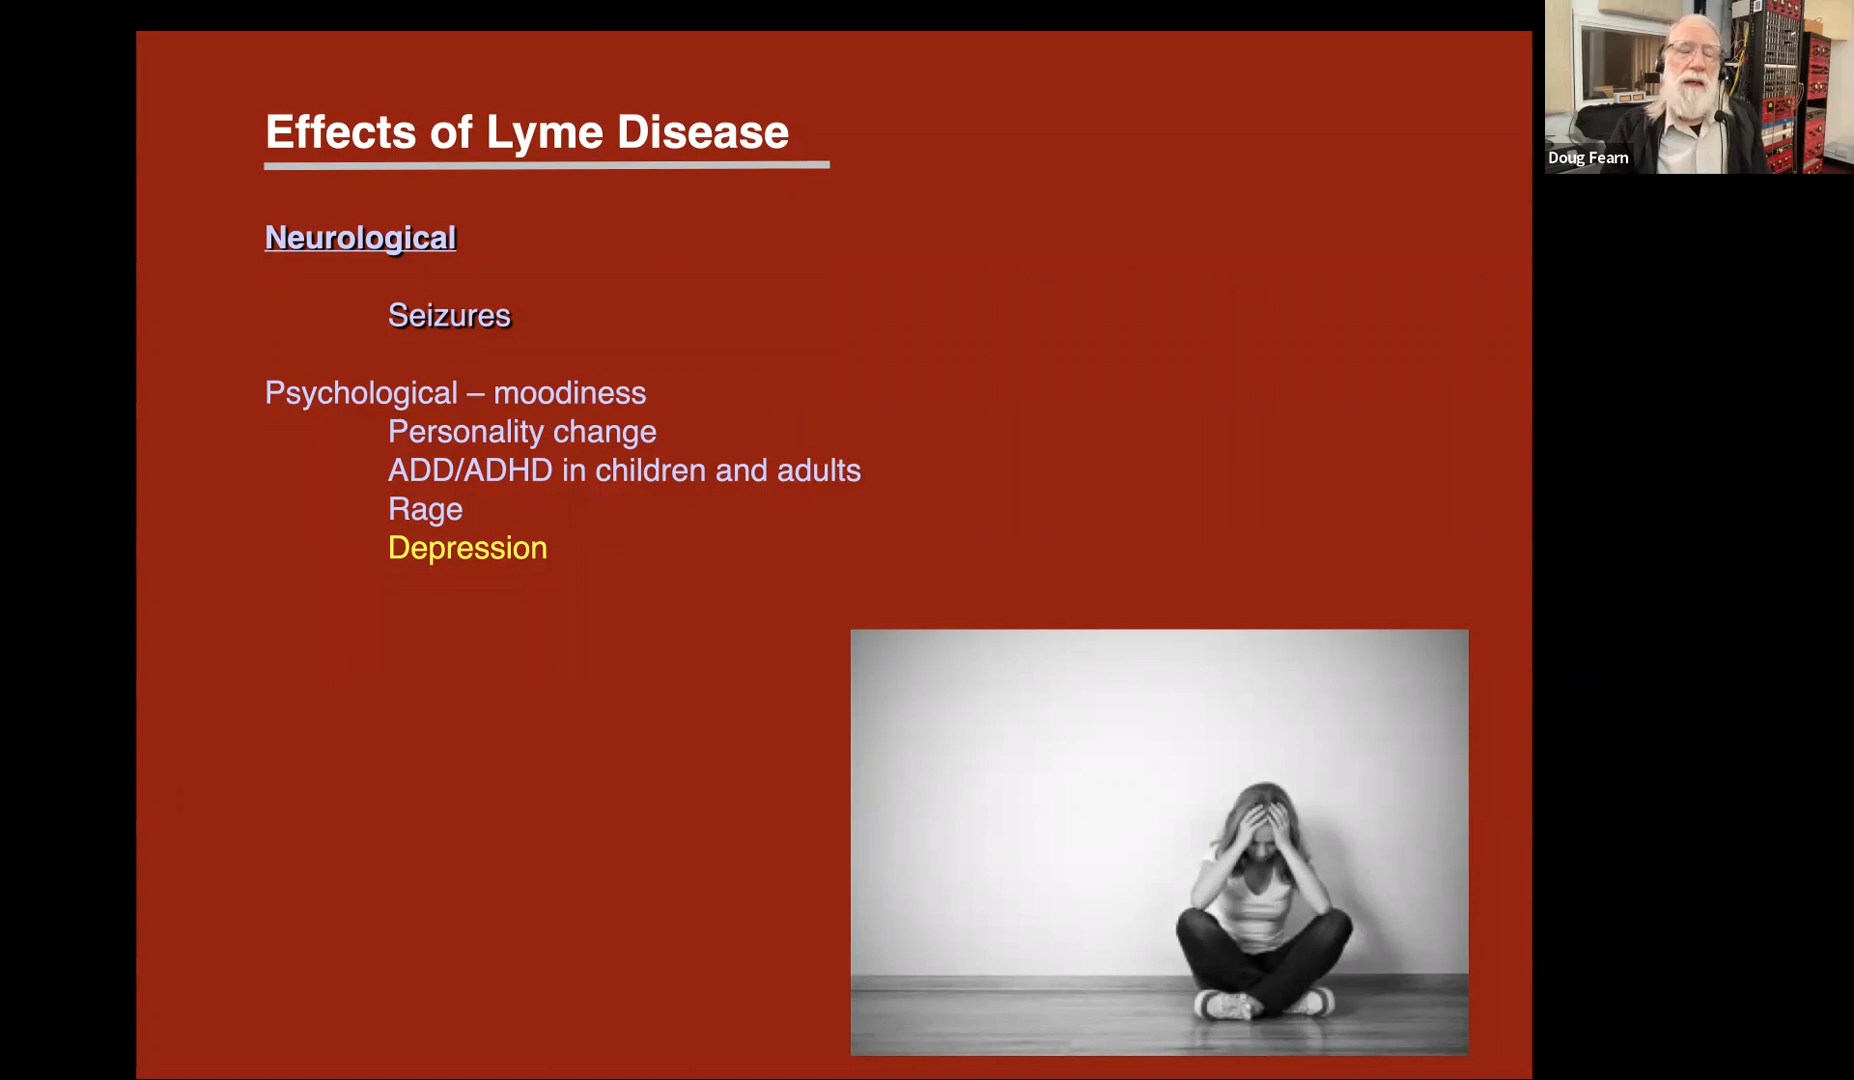 Effects of Lyme Disease
Neurological
Seizures
Psychological – moodiness
Personality change
ADD/ADHD in children and adults
Rage
Depression
Doug Fearn